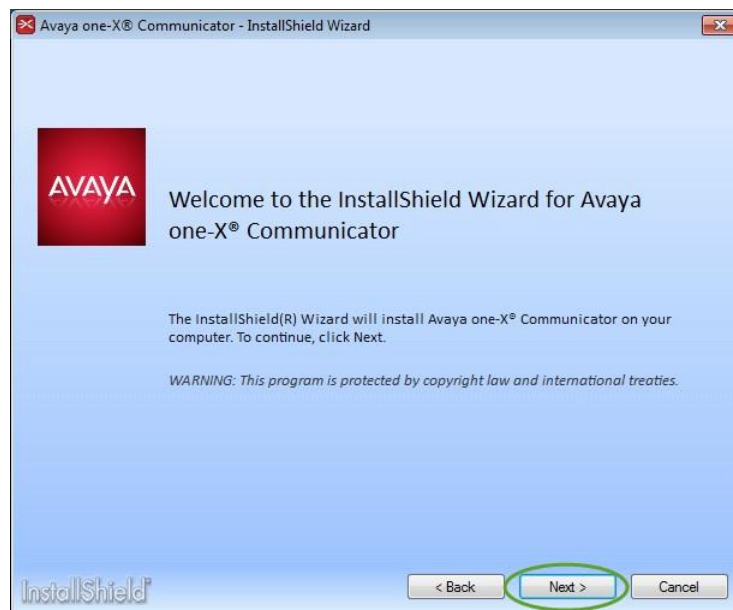 Avaya one-X® Communicator - InstallShield Wizard
AVAYA
Welcome to the InstallShield Wizard for Avaya
one-X® Communicator
The InstallShield(R) Wizard will install Avaya one-X® Communicator on your
computer. To continue, click Next.
WARNING: This program is protected by copyright law and international treaties.
InstallShield®
< Back
Next >
Cancel